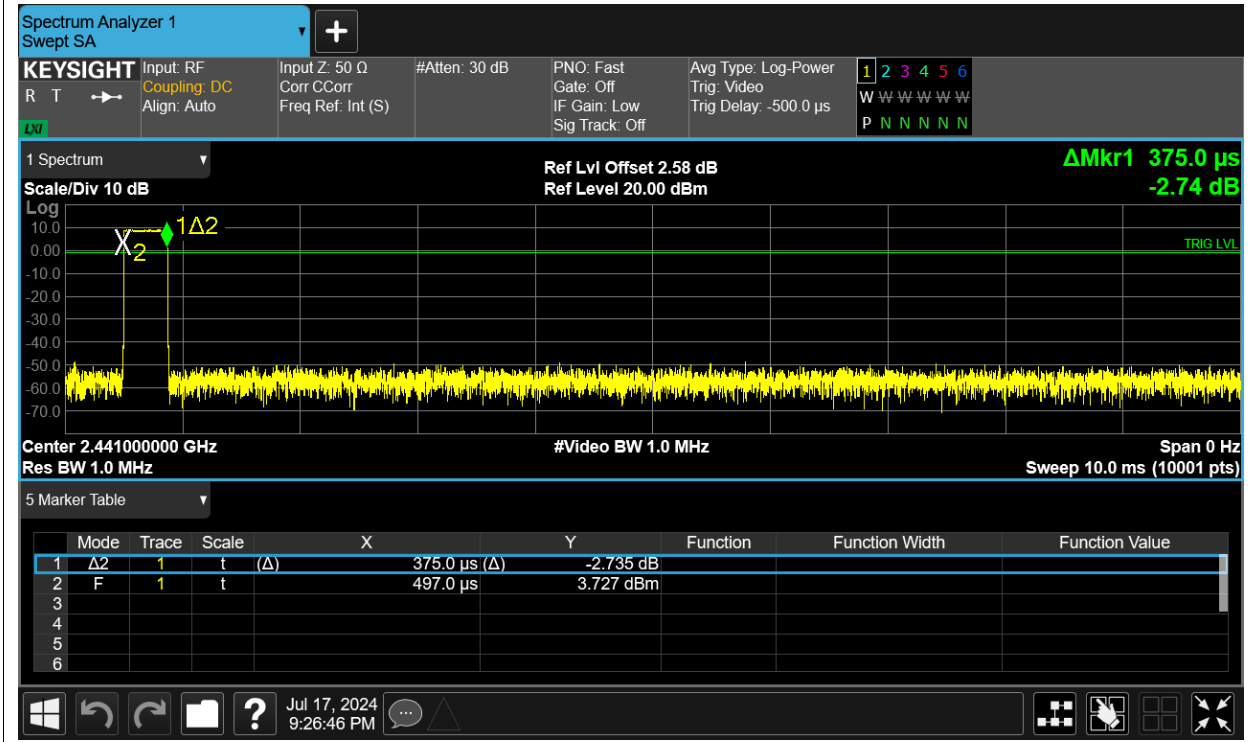 Spectrum Analyzer 1
Swept SA
KEYSIGHT Input: RF Input Z: 50 Ω #Atten: 30 dB PNO: Fast Avg Type: Log-Power 1 2 3 4 5 6
R T Coupling: DC Corr CCorr Gate: Off Trig: Video W W W W W W
Align: Auto Freq Ref: Int (S) IF Gain: Low Trig Delay: -500.0 µs
LXI Sig Track: Off P N N N N N
1 Spectrum Ref Lvl Offset 2.58 dB ΔMkr1 375.0 µs
Scale/Div 10 dB Ref Level 20.00 dBm -2.74 dB
Log
10.0 X2 1Δ2
0.00 TRIG LVL
-10.0
-20.0
-30.0
-40.0
-50.0
-60.0
-70.0
Center 2.441000000 GHz #Video BW 1.0 MHz Span 0 Hz
Res BW 1.0 MHz Sweep 10.0 ms (10001 pts)
5 Marker Table
Mode Trace Scale X Y Function Function Width Function Value
1 Δ2 1 t (Δ) 375.0 µs (Δ) -2.735 dB
2 F 1 t 497.0 µs 3.727 dBm
3
4
5
6
? Jul 17, 2024
9:26:46 PM